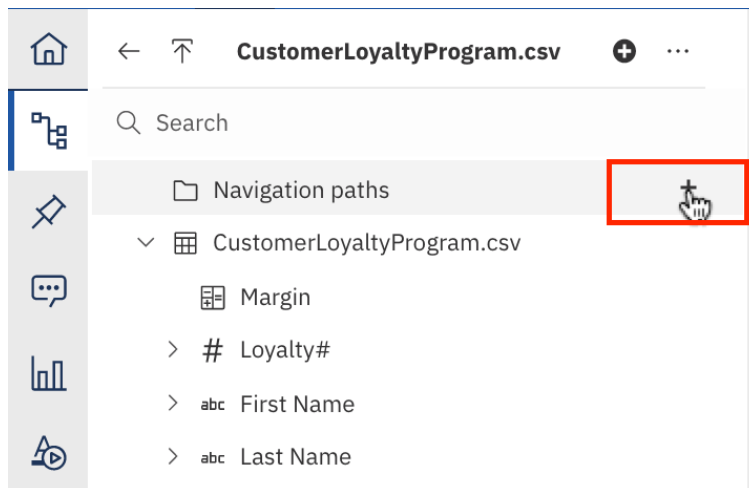 CustomerLoyaltyProgram.csv
Search
Navigation paths
CustomerLoyaltyProgram.csv
Margin
# Loyalty#
abc First Name
abc Last Name